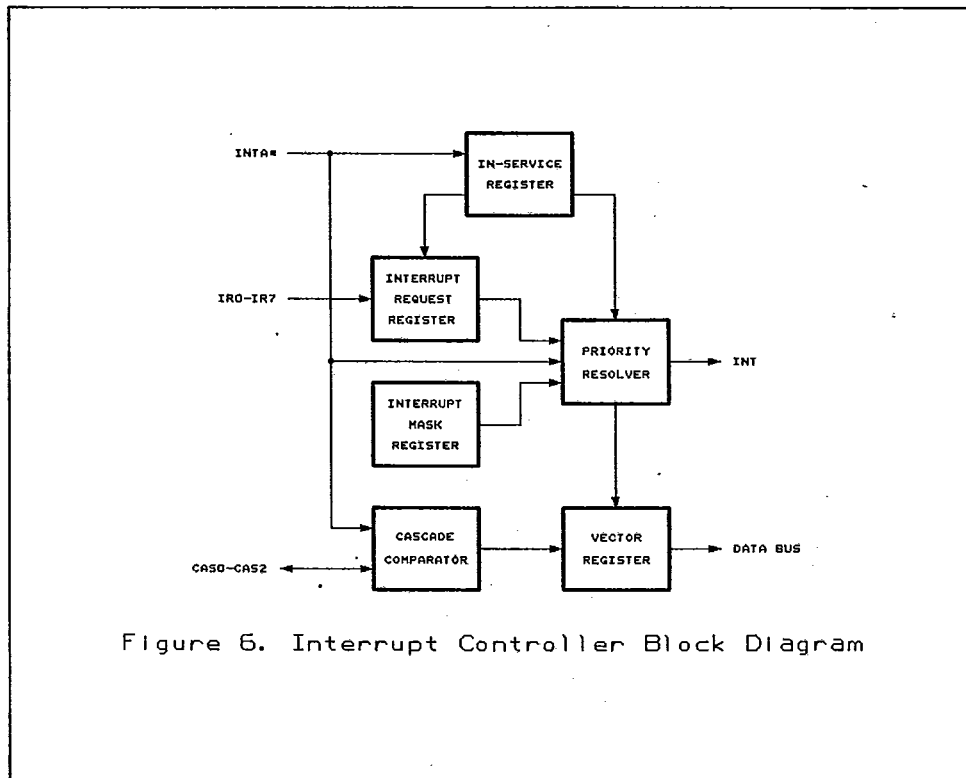 INTA#
IN-SERVICE
REGISTER
INTERRUPT
REQUEST
REGISTER
IR0-IR7
PRIORITY
RESOLVER
INT
INTERRUPT
MASK
REGISTER
CASCADE
COMPARATOR
VECTOR
REGISTER
DATA BUS
CAS0-CAS2
Figure 6. Interrupt Controller Block Diagram